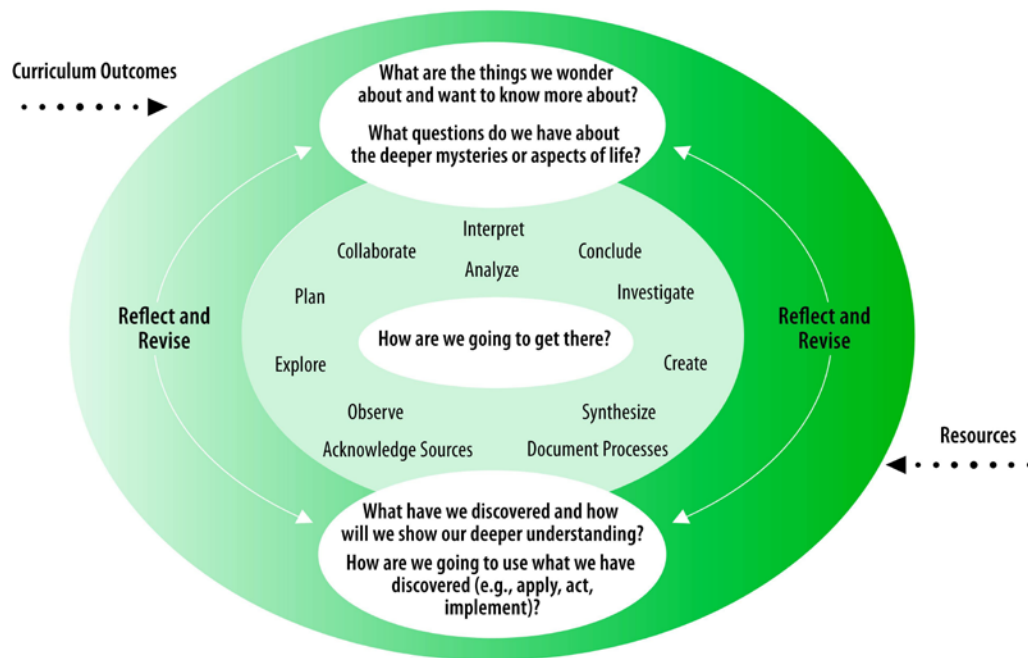 Curriculum Outcomes
What are the things we wonder
about and want to know more about?
What questions do we have about
the deeper mysteries or aspects of life?
Interpret
Collaborate
Conclude
Analyze
Plan
Investigate
Reflect and
Revise
How are we going to get there?
Reflect and
Revise
Explore
Create
Observe
Synthesize
Acknowledge Sources
Document Processes
Resources
What have we discovered and how
will we show our deeper understanding?
How are we going to use what we have
discovered (e.g., apply, act,
implement)?